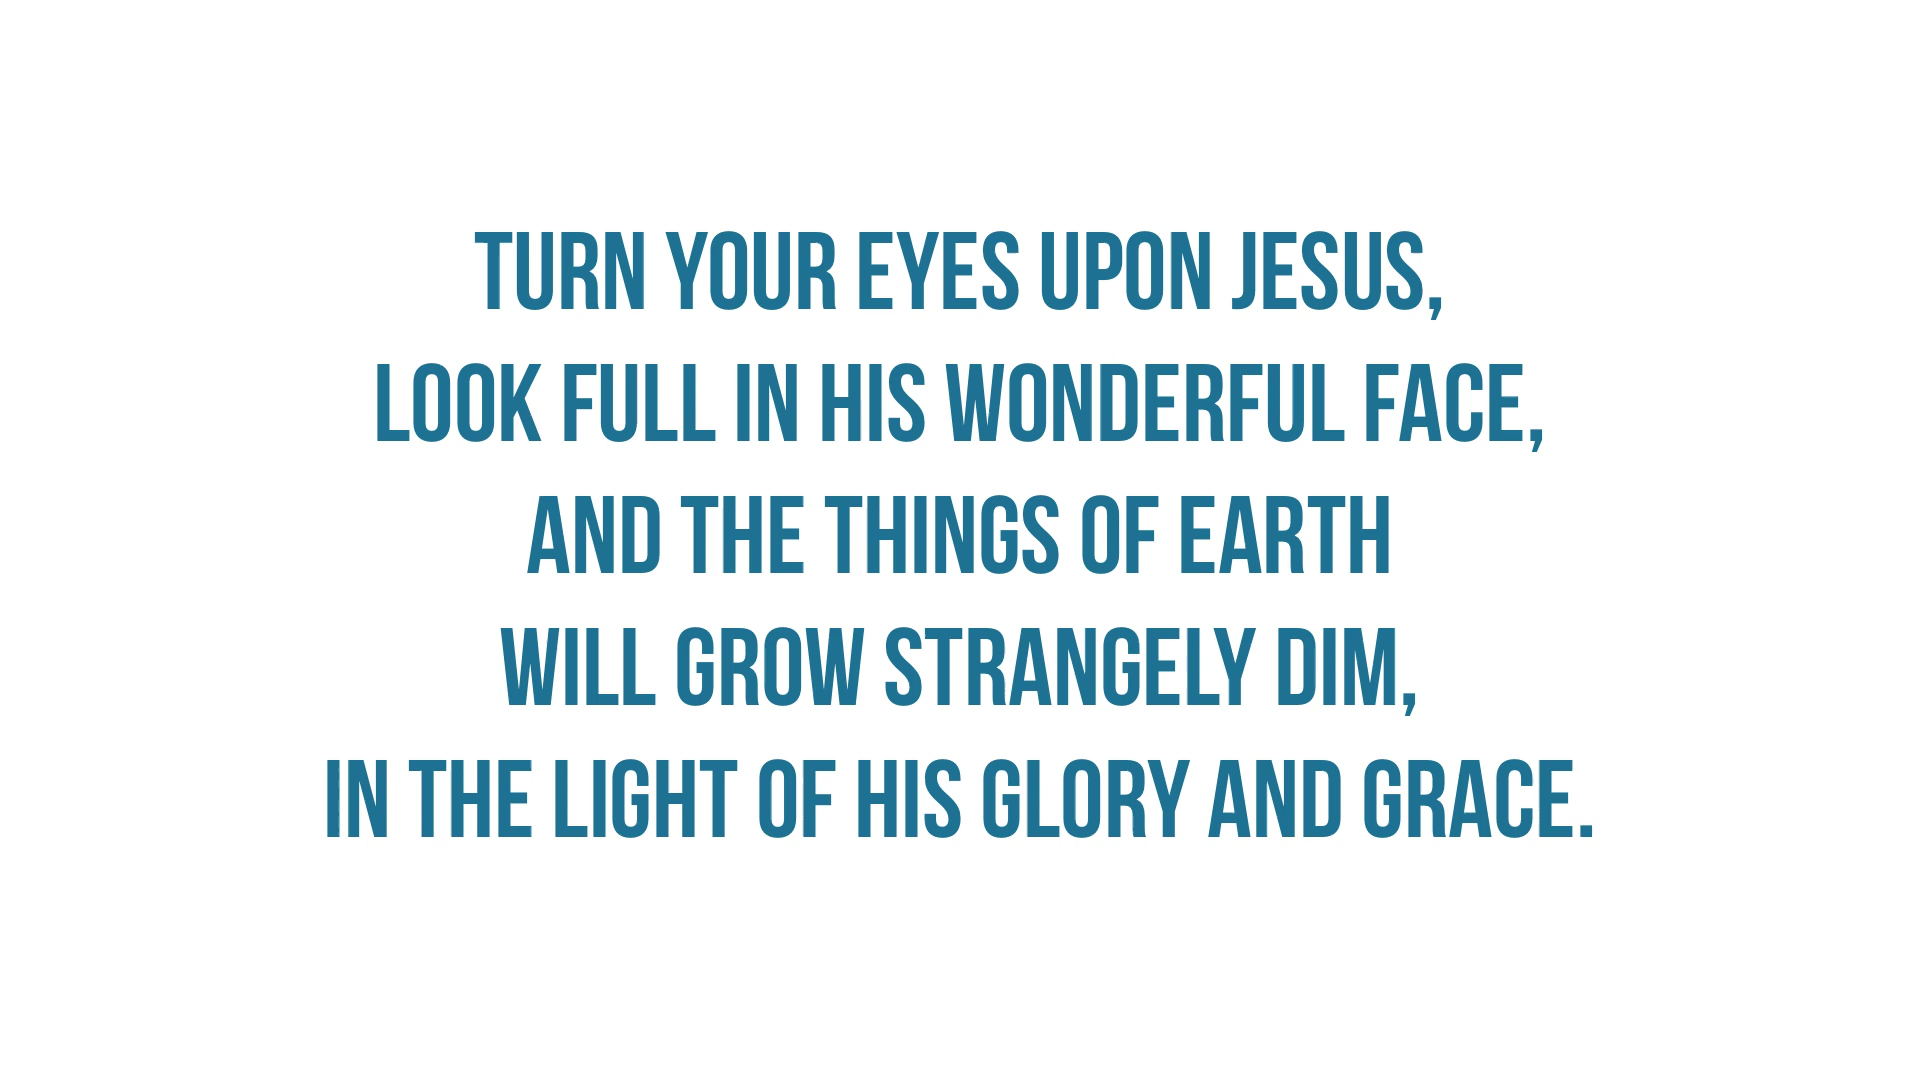 TURN YOUR EYES UPON JESUS,
LOOK FULL IN HIS WONDERFUL FACE,
AND THE THINGS OF EARTH
WILL GROW STRANGELY DIM,
IN THE LIGHT OF HIS GLORY AND GRACE.